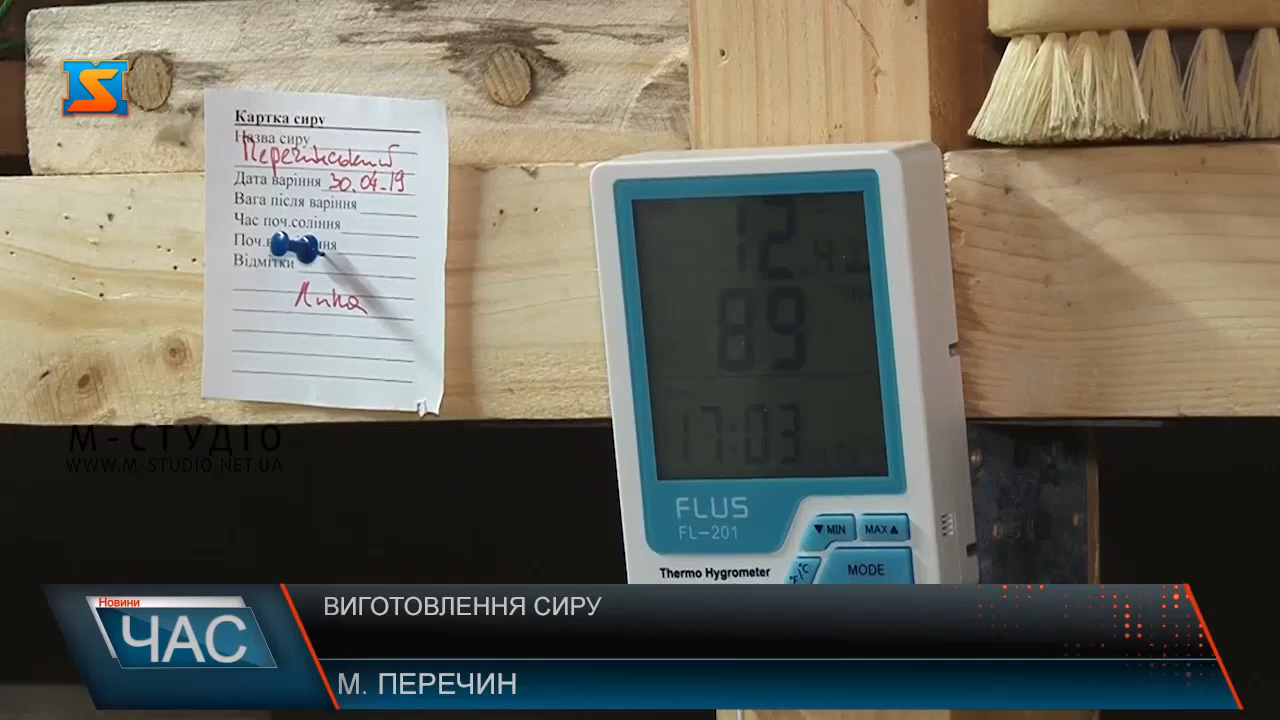 Картка сиру
Назва сиру
Перечинський
Дата варіння 30.04.19
Вага після варіння
Час поч.соління
Відмітки
12.4
89
17:03
FLUS
FL-201
MIN MAX
°F/°C MODE
Thermo Hygrometer
М-СТУДІО
WWW.M-STUDIO.NET.UA
Новини
ЧАС
ВИГОТОВЛЕННЯ СИРУ
М. ПЕРЕЧИН